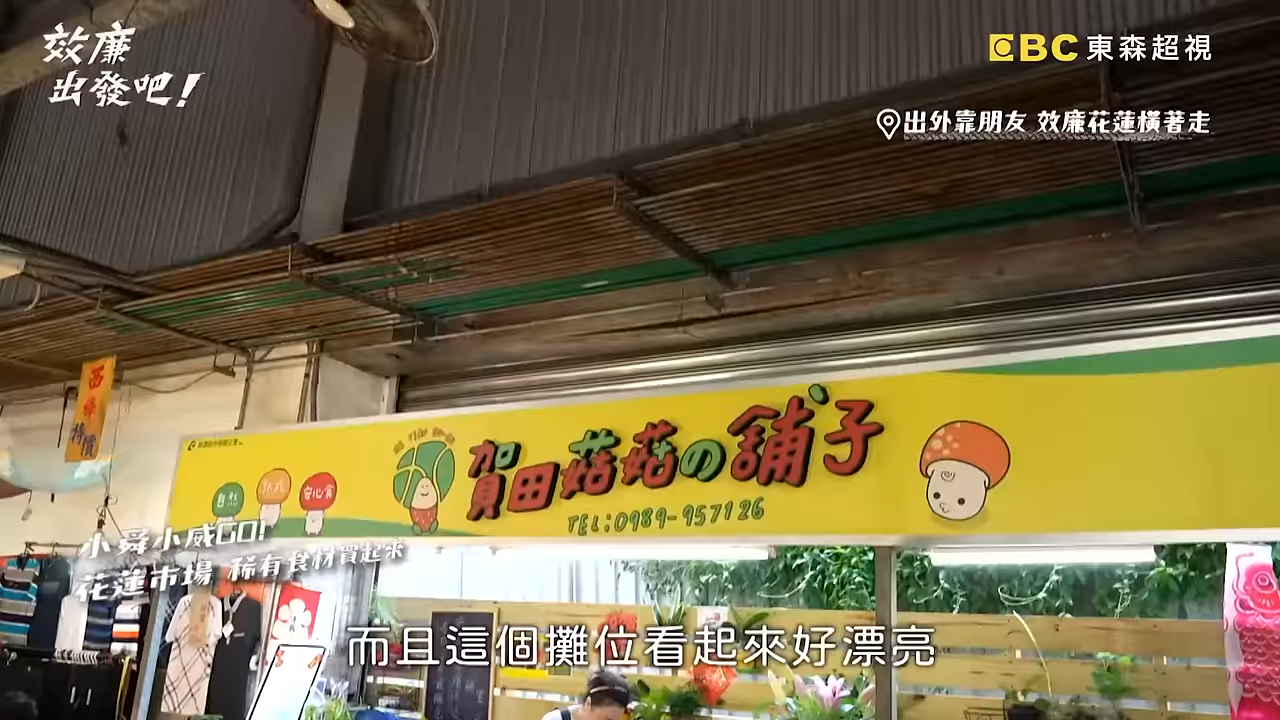 效廉
出發吧!
EBC 東森超視
出外靠朋友 效廉花蓮橫著走
西褲
特價
自然
安心食
賀田菇菇の舖子
TEL:0989-957126
小舜小威GO!
花蓮市場 稀有食材買起來
而且這個攤位看起來好漂亮